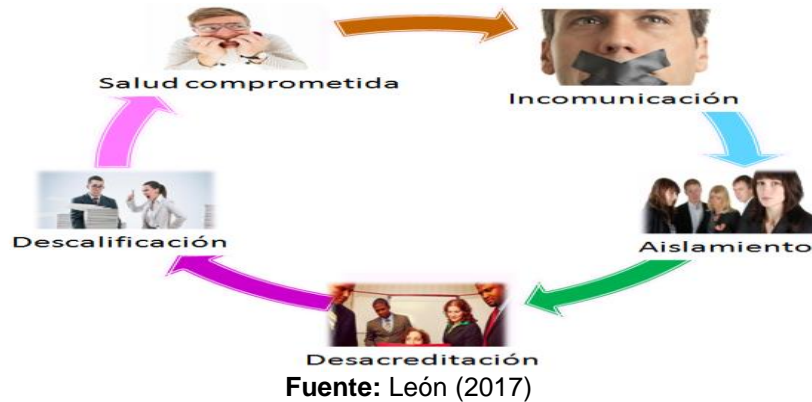 Salud comprometida
Incomunicación
Descalificación
Aislamiento
Desacreditación
Fuente: León (2017)